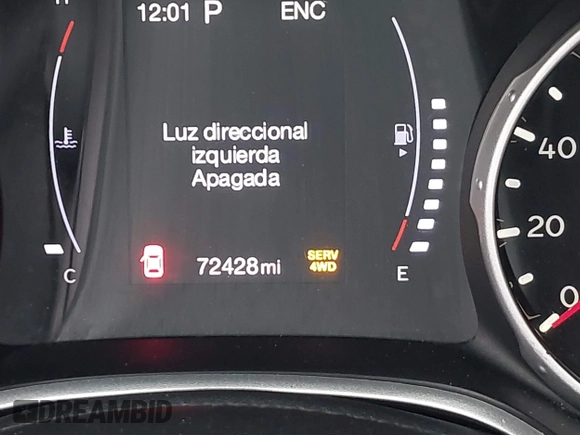 12:01 P ENC
Luz direccional
izquierda
Apagada
72428mi
SERV
4WD
C
E
40
20
0
DREAMBID